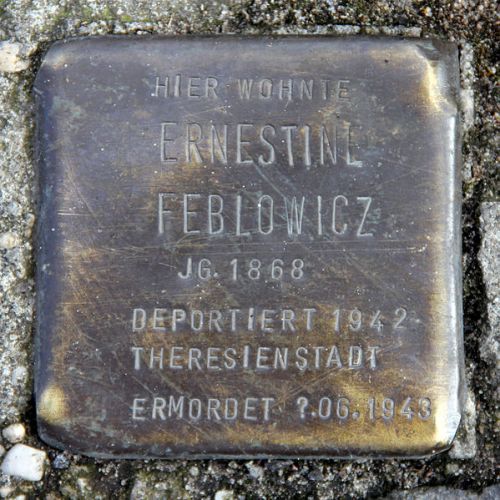 HIER WOHNTE
ERNESTINE
FEBLOWICZ
JG. 1868
DEPORTIERT 1942
THERESIENSTADT
ERMORDET ?.06.1943